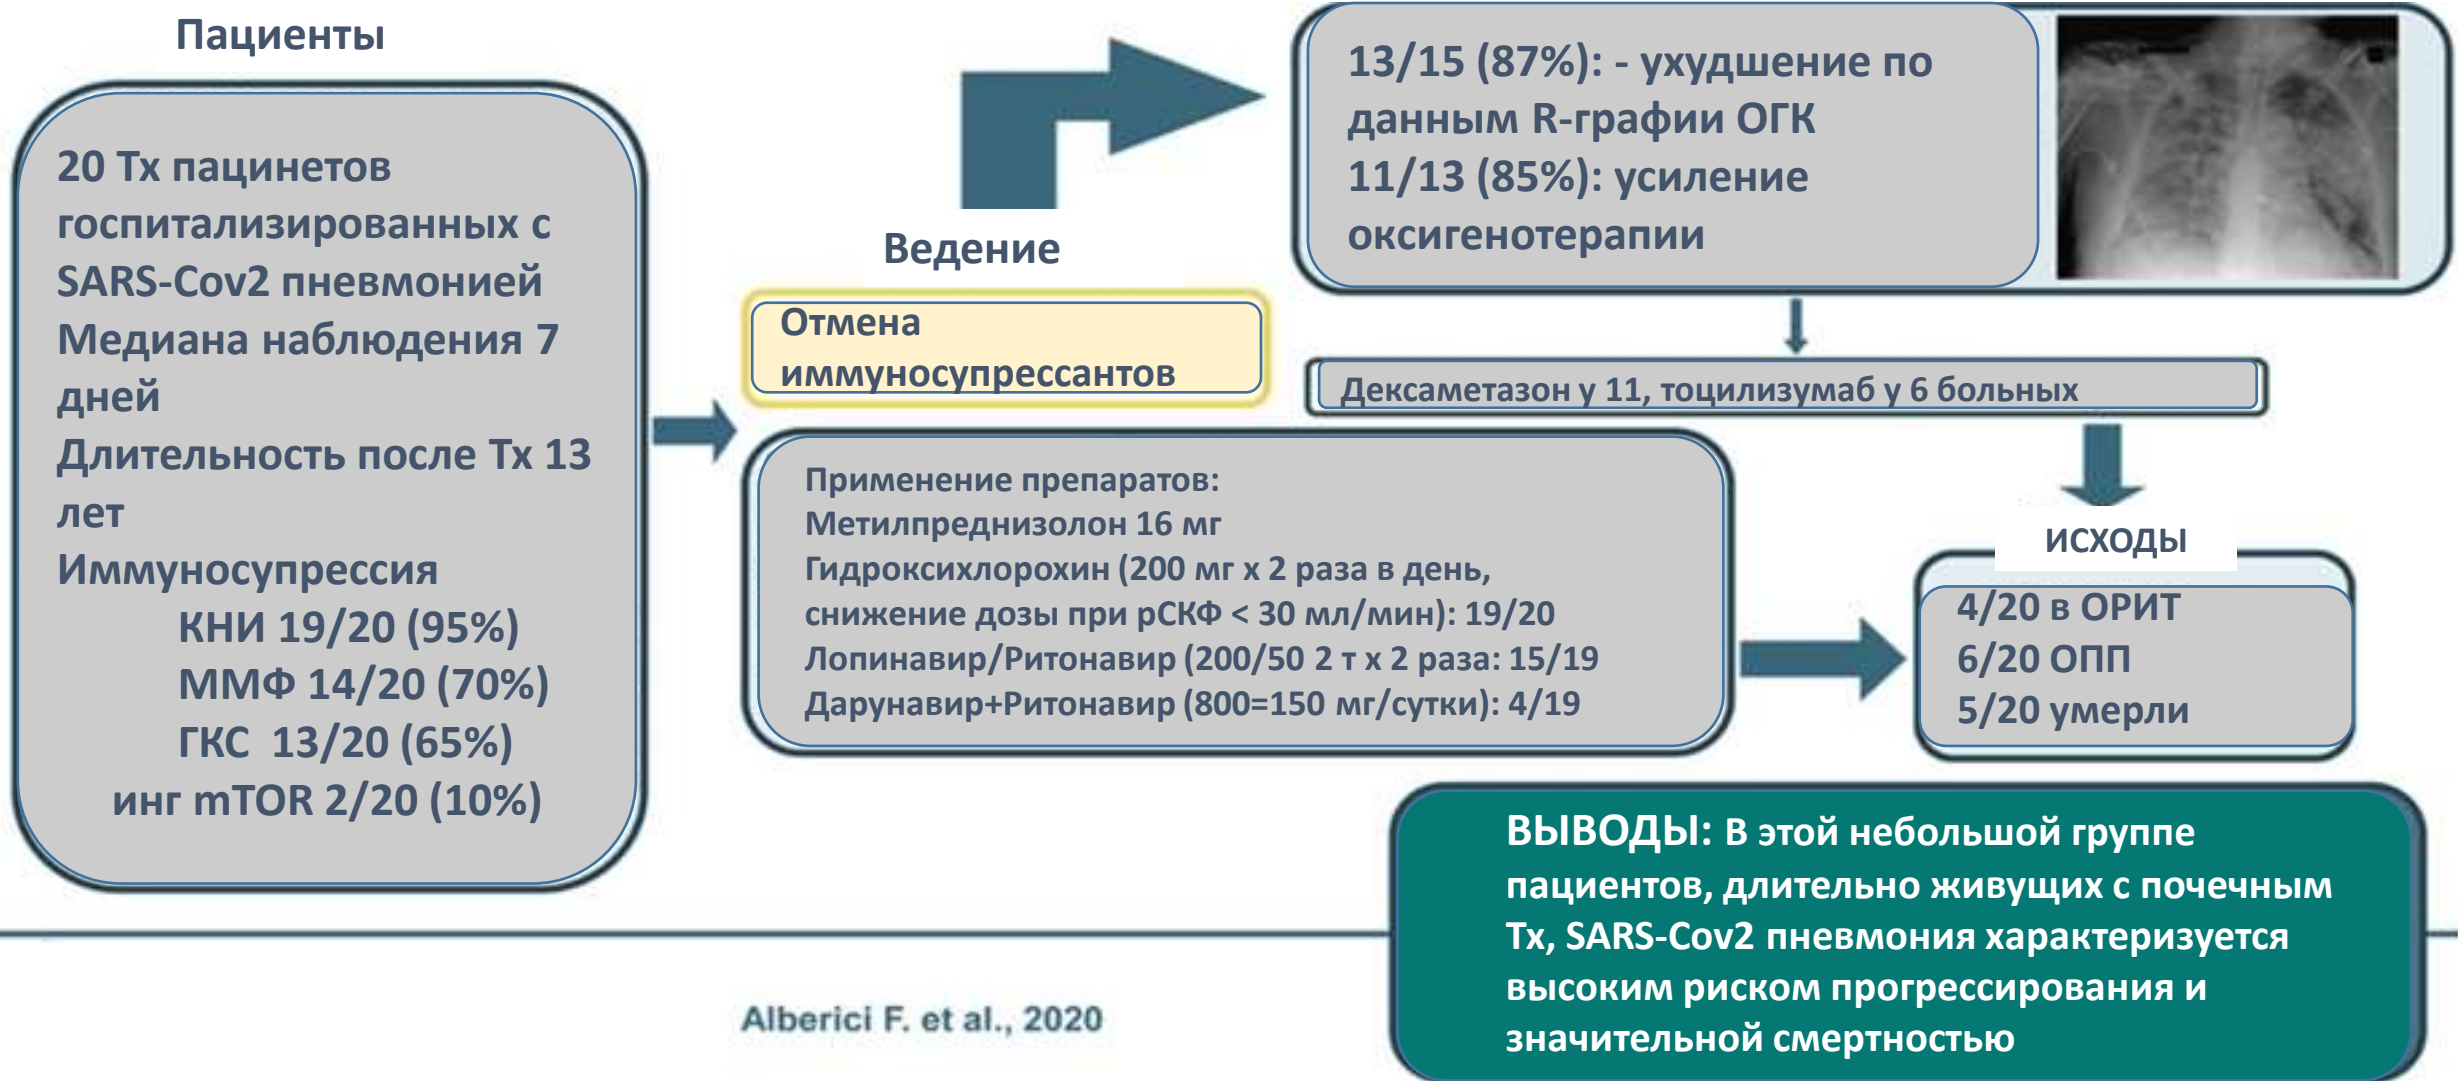 Пациенты
20 Тх пацинетов
госпитализированных с
SARS-Cov2 пневмонией
Медиана наблюдения 7
дней
Длительность после Тх 13
лет
Иммуносупрессия
КНИ 19/20 (95%)
ММФ 14/20 (70%)
ГКС 13/20 (65%)
инг mTOR 2/20 (10%)
Ведение
Отмена
иммуносупрессантов
Применение препаратов:
Метилпреднизолон 16 мг
Гидроксихлорохин (200 мг х 2 раза в день,
снижение дозы при рСКФ < 30 мл/мин): 19/20
Лопинавир/Ритонавир (200/50 2 т х 2 раза: 15/19
Дарунавир+Ритонавир (800=150 мг/сутки): 4/19
13/15 (87%): - ухудшение по
данным R-графии ОГК
11/13 (85%): усиление
оксигенотерапии
Дексаметазон у 11, тоцилизумаб у 6 больных
ИСХОДЫ
4/20 в ОРИТ
6/20 ОПП
5/20 умерли
ВЫВОДЫ: В этой небольшой группе
пациентов, длительно живущих с почечным
Тх, SARS-Cov2 пневмония характеризуется
высоким риском прогрессирования и
значительной смертностью
Alberici F. et al., 2020